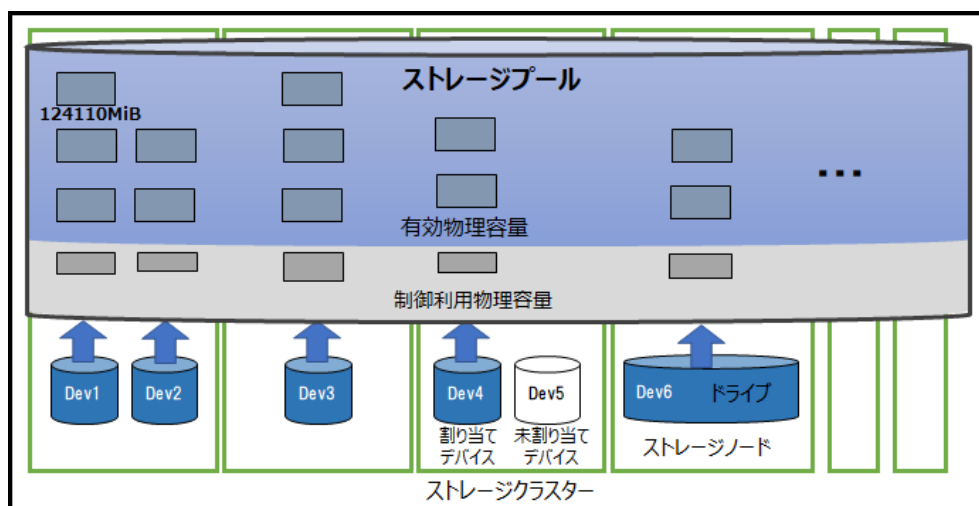 ストレージプール
124110MiB
...
有効物理容量
制御利用物理容量
Dev1
Dev2
Dev3
Dev4
Dev5
Dev6
ドライブ
割り当て
デバイス
未割り当て
デバイス
ストレージノード
ストレージクラスター